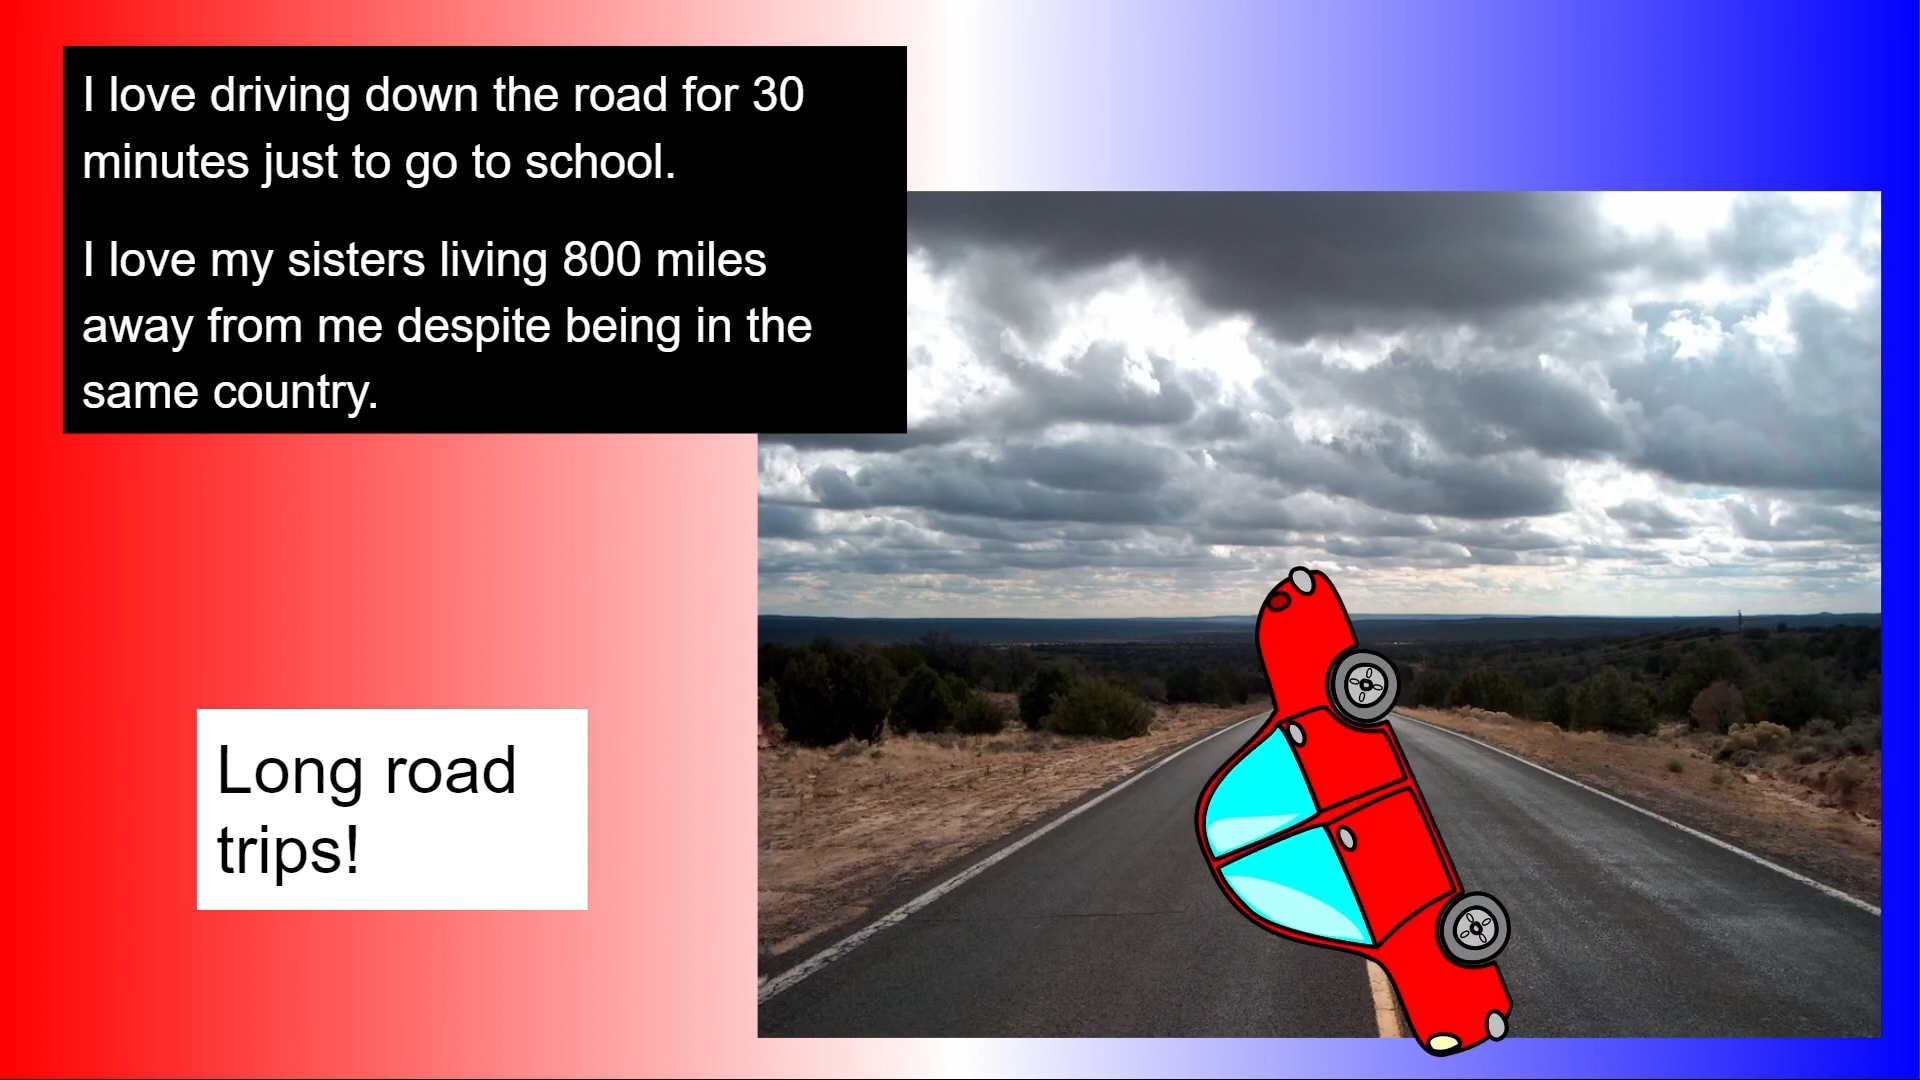 I love driving down the road for 30
minutes just to go to school.
I love my sisters living 800 miles
away from me despite being in the
same country.
Long road
trips!